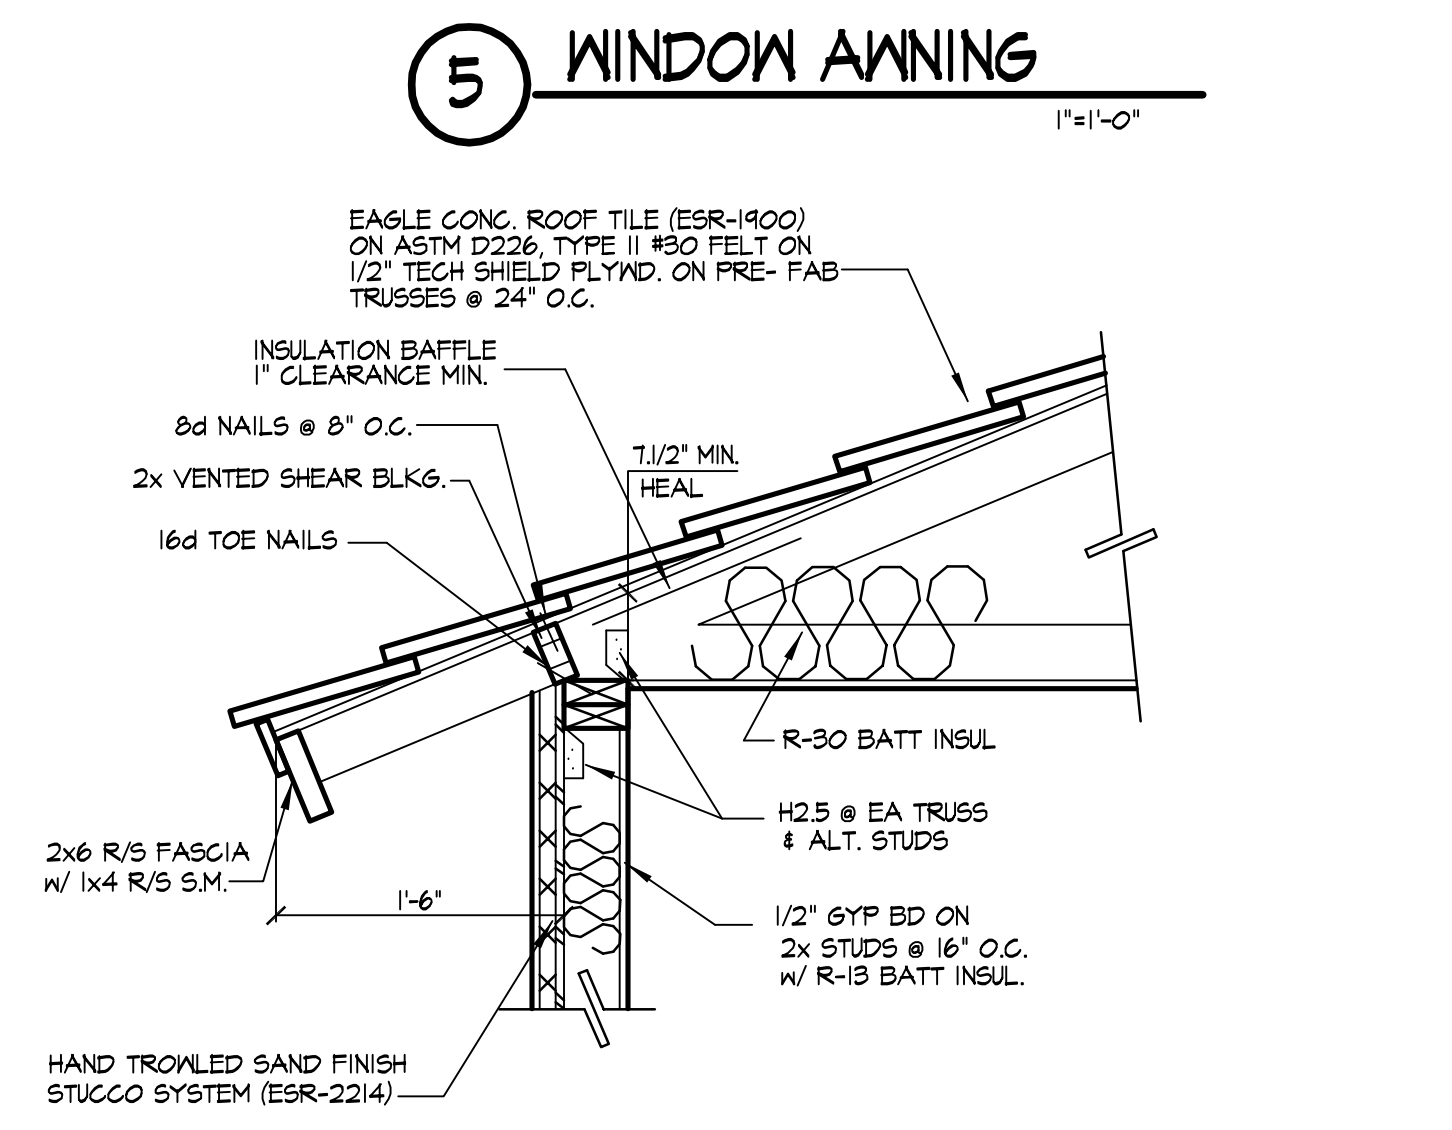 5 WINDOW AWNING
1"=1'-0"
EAGLE CONC. ROOF TILE (ESR-1900)
ON ASTM D226, TYPE II #30 FELT ON
1/2" TECH SHIELD PLYWD. ON PRE- FAB
TRUSSES @ 24" O.C.
INSULATION BAFFLE
1" CLEARANCE MIN.
8d NAILS @ 8" O.C.
7.1/2" MIN.
HEAL
2x VENTED SHEAR BLKG.
16d TOE NAILS
R-30 BATT INSUL
H2.5 @ EA TRUSS
& ALT. STUDS
2x6 R/S FASCIA
w/ 1x4 R/S S.M.
1'-6"
1/2" GYP BD ON
2x STUDS @ 16" O.C.
w/ R-13 BATT INSUL.
HAND TROWLED SAND FINISH
STUCCO SYSTEM (ESR-2214)